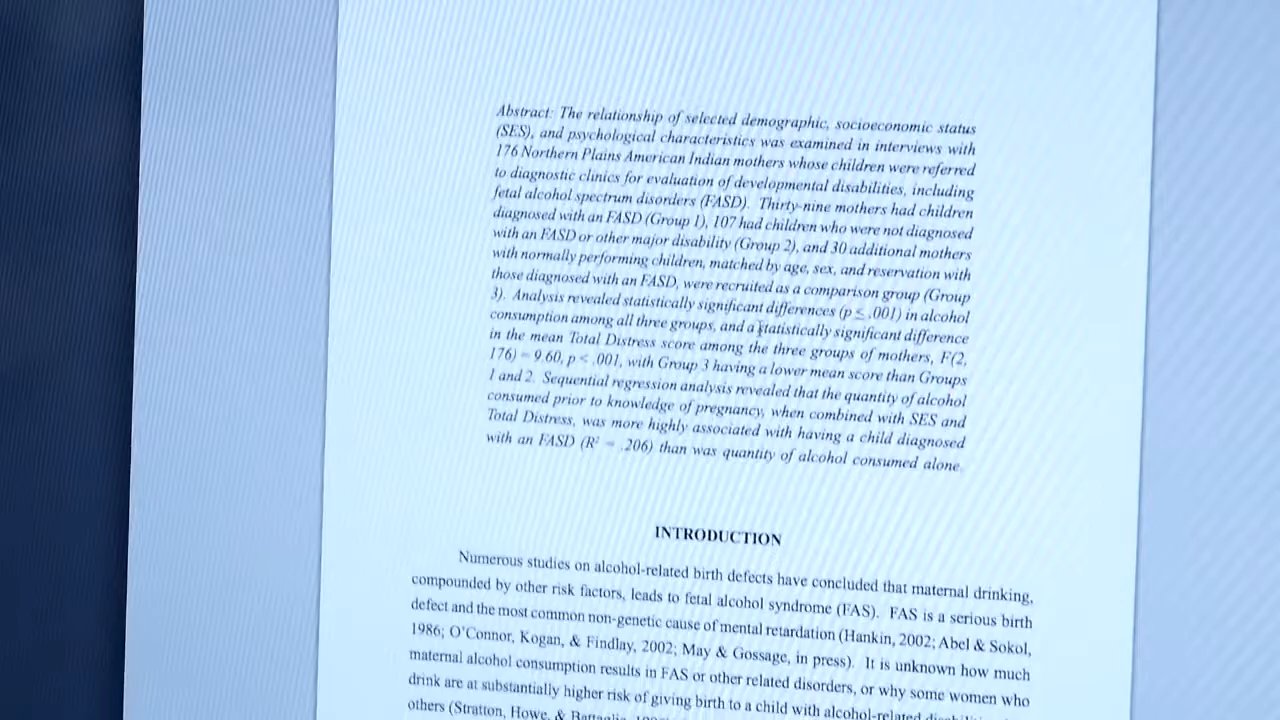 Abstract: The relationship of selected demographic, socioeconomic status
(SES), and psychological characteristics was examined in interviews with
176 Northern Plains American Indian mothers whose children were referred
to diagnostic clinics for evaluation of developmental disabilities, including
fetal alcohol spectrum disorders (FASD). Thirty-nine mothers had children
diagnosed with an FASD (Group 1), 107 had children who were not diagnosed
with an FASD or other major disability (Group 2), and 30 additional mothers
with normally performing children, matched by age, sex, and reservation with
those diagnosed with an FASD, were recruited as a comparison group (Group
3). Analysis revealed statistically significant differences (p ≤ .001) in alcohol
consumption among all three groups, and a statistically significant difference
in the mean Total Distress score among the three groups of mothers, F(2,
176) = 9.60, p < .001, with Group 3 having a lower mean score than Groups
1 and 2. Sequential regression analysis revealed that the quantity of alcohol
consumed prior to knowledge of pregnancy, when combined with SES and
Total Distress, was more highly associated with having a child diagnosed
with an FASD (R² = .206) than was quantity of alcohol consumed alone.
INTRODUCTION
Numerous studies on alcohol-related birth defects have concluded that maternal drinking,
compounded by other risk factors, leads to fetal alcohol syndrome (FAS). FAS is a serious birth
defect and the most common non-genetic cause of mental retardation (Hankin, 2002; Abel & Sokol,
1986; O'Connor, Kogan, & Findlay, 2002; May & Gossage, in press). It is unknown how much
maternal alcohol consumption results in FAS or other related disorders, or why some women who
drink are at substantially higher risk of giving birth to a child with alcohol-related
others (Stratton, Howe, &